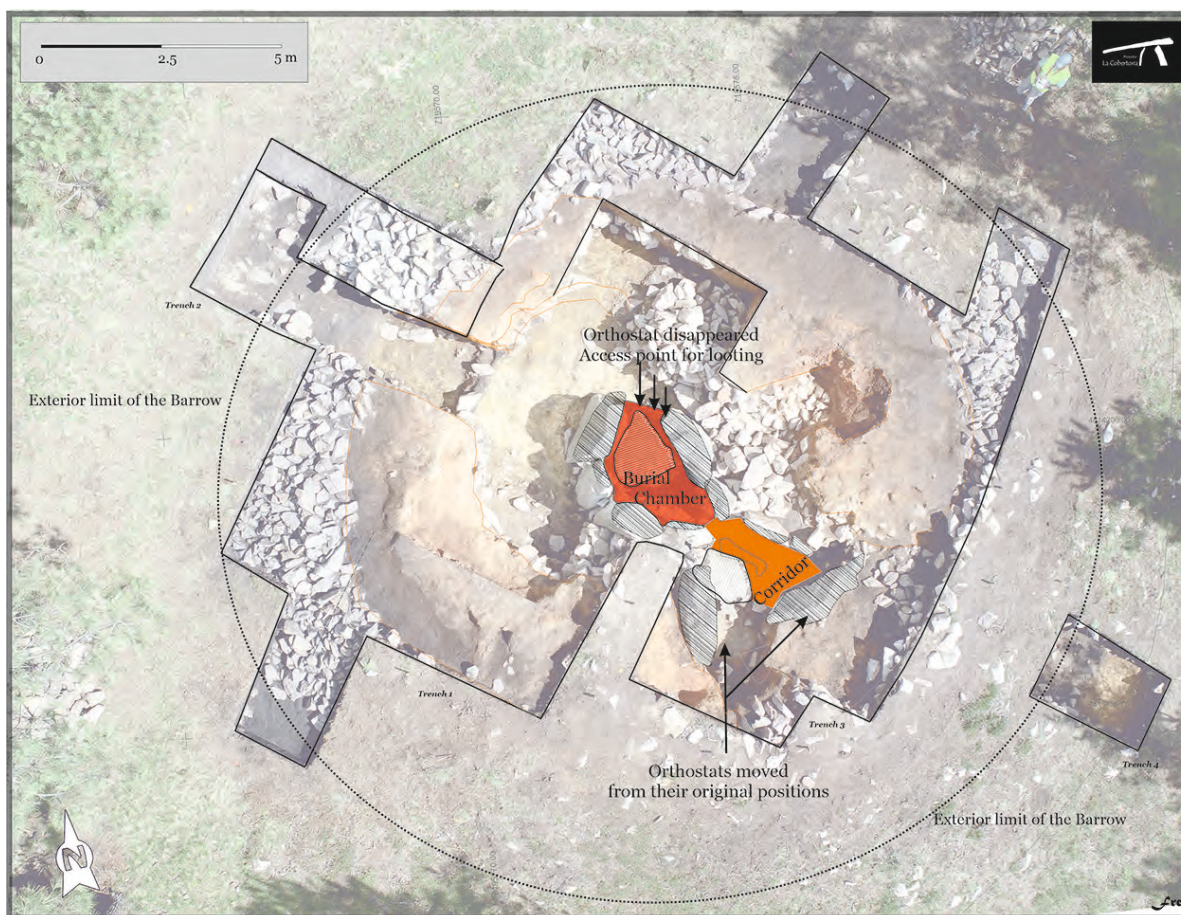 0
2.5
5 m
La Cobertoria
Orthostat disappeared
Access point for looting
Trench 2
Exterior limit of the Barrow
Burial
Chamber
Corridor
Trench 1
Trench 3
Trench 4
Orthostats moved
from their original positions
Exterior limit of the Barrow
N